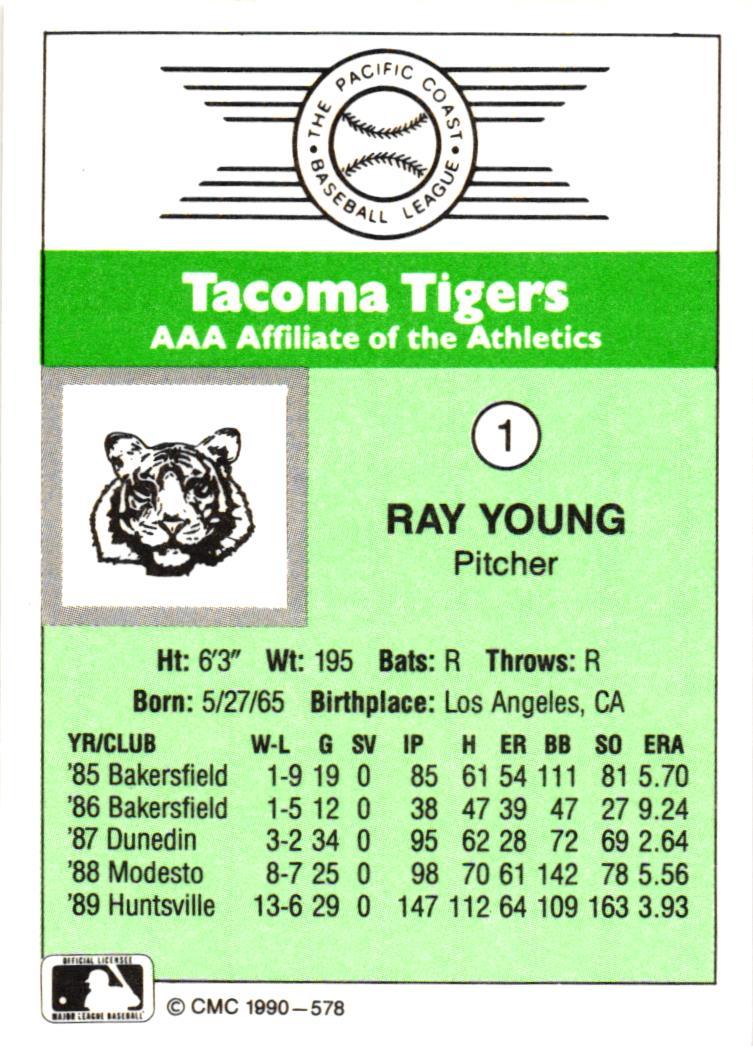 THE PACIFIC COAST
BASEBALL LEAGUE
Tacoma Tigers
AAA Affiliate of the Athletics
1
RAY YOUNG
Pitcher
Ht: 6'3" Wt: 195 Bats: R Throws: R
Born: 5/27/65 Birthplace: Los Angeles, CA
YR/CLUB W-L G SV IP H ER BB SO ERA
'85 Bakersfield 1-9 19 0 85 61 54 111 81 5.70
'86 Bakersfield 1-5 12 0 38 47 39 47 27 9.24
'87 Dunedin 3-2 34 0 95 62 28 72 69 2.64
'88 Modesto 8-7 25 0 98 70 61 142 78 5.56
'89 Huntsville 13-6 29 0 147 112 64 109 163 3.93
OFFICIAL LICENSEE
MAJOR LEAGUE BASEBALL
© CMC 1990–578